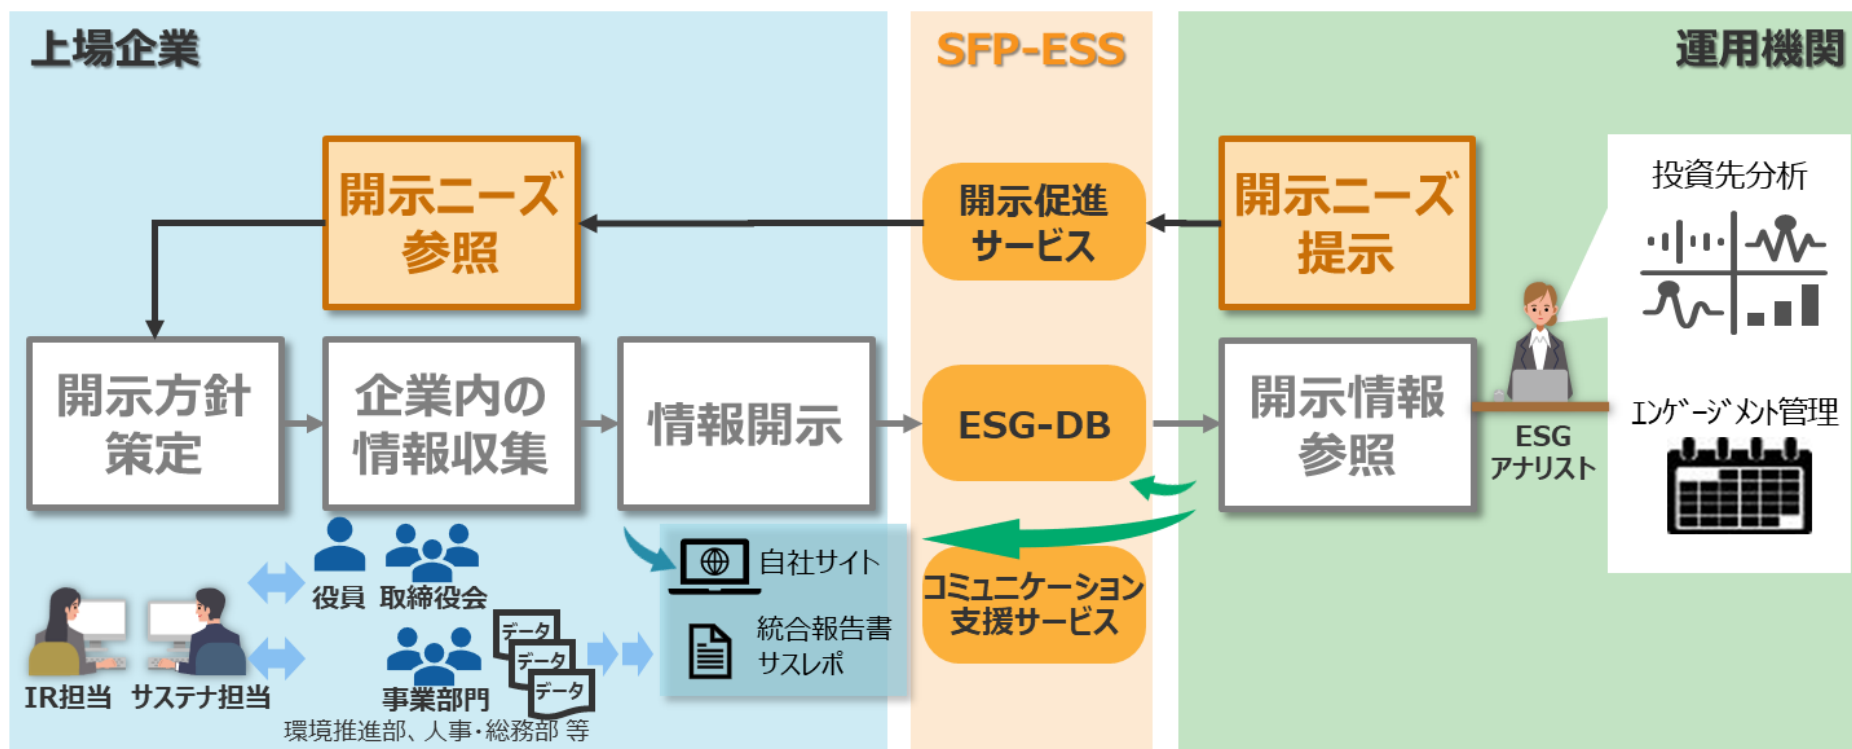 上場企業
SFP-ESS
運用機関
開示ニーズ
参照
開示促進
サービス
開示ニーズ
提示
投資先分析
開示方針
策定
企業内の
情報収集
情報開示
ESG-DB
開示情報
参照
ESG
アナリスト
エンゲージメント管理
役員
取締役会
自社サイト
コミュニケーション
支援サービス
統合報告書
サスレポ
データ
データ
データ
IR担当
サステナ担当
事業部門
環境推進部、人事・総務部 等